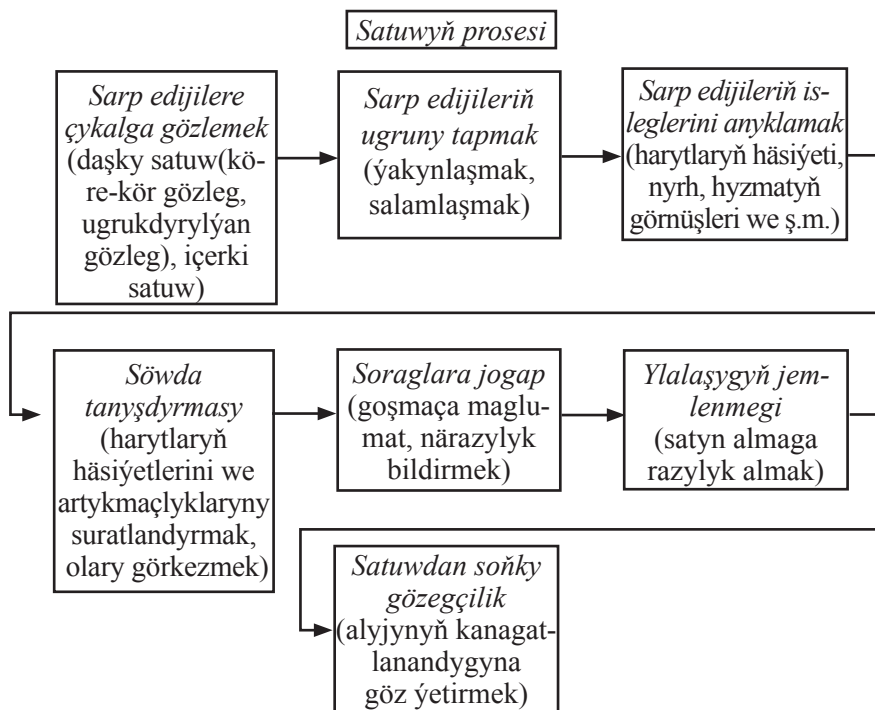 Satuwyň prosesi
Sarp edijilere
çykalga gözlemek
(daşky satuw(kö-
re-kör gözleg,
ugrukdyrylýan
gözleg), içerki
satuw)
Sarp edijileriň
ugruny tapmak
(ýakynlaşmak,
salamlaşmak)
Sarp edijileriň is-
leglerini anyklamak
(harytlaryň häsiýeti,
nyrh, hyzmatyň
görnüşleri we ş.m.)
Söwda
tanyşdyrmasy
(harytlaryň
häsiýetlerini we
artykmaçlyklaryny
suratlandyrmak,
olary görkezmek)
Soraglara jogap
(goşmaça maglu-
mat, närazylyk
bildirmek)
Ylalaşygyň jem-
lenmegi
(satyn almaga
razylyk almak)
Satuwdan soňky
gözegçilik
(alyjynyň kanagat-
lanandygyna
göz ýetirmek)